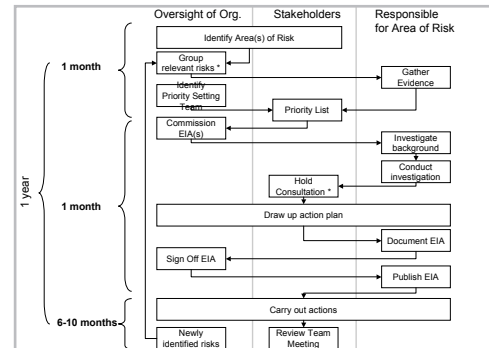 Oversight of Org.
Stakeholders
Responsible
for Area of Risk
Identify Area(s) of Risk
Group
relevant risks *
1 month
Gather
Evidence
Identify
Priority Setting
Team
Priority List
Commission
EIA(s)
Investigate
background
Conduct
investigation
1 year
1 month
Hold
Consultation *
Draw up action plan
Document EIA
Sign Off EIA
Publish EIA
Carry out actions
6-10 months
Newly
identified risks
Review Team
Meeting